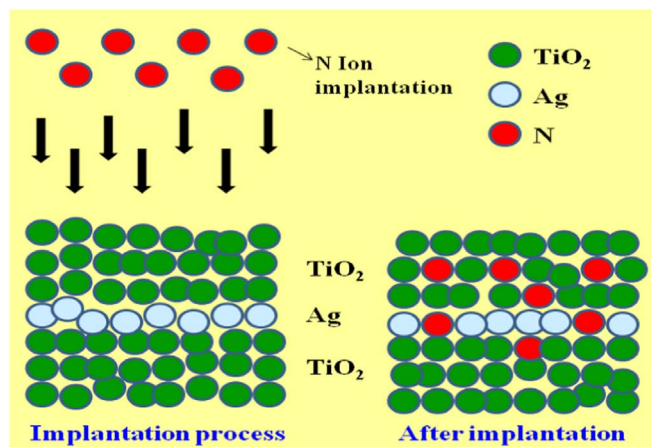 N Ion
implantation
TiO₂
Ag
N
TiO₂
Ag
TiO₂
Implantation process
After implantation